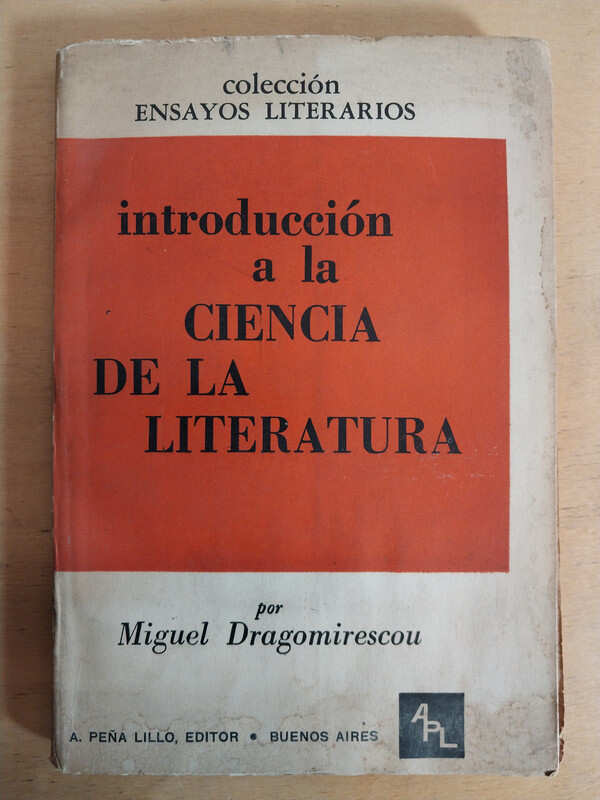 colección
ENSAYOS LITERARIOS
introducción
a la
CIENCIA
DE LA
LITERATURA
por
Miguel Dragomirescou
A. PEÑA LILLO, EDITOR • BUENOS AIRES
APL